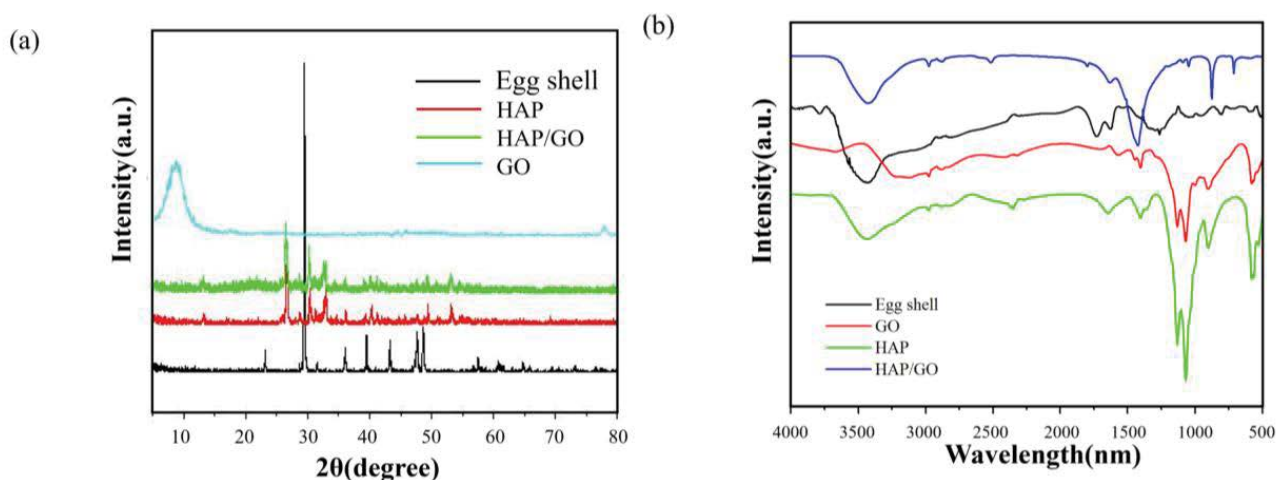 (a)
Intensity(a.u.)
Egg shell
HAP
HAP/GO
GO
10 20 30 40 50 60 70 80
2θ(degree)
(b)
Intensity(a.u.)
Egg shell
GO
HAP
HAP/GO
4000 3500 3000 2500 2000 1500 1000 500
Wavelength(nm)